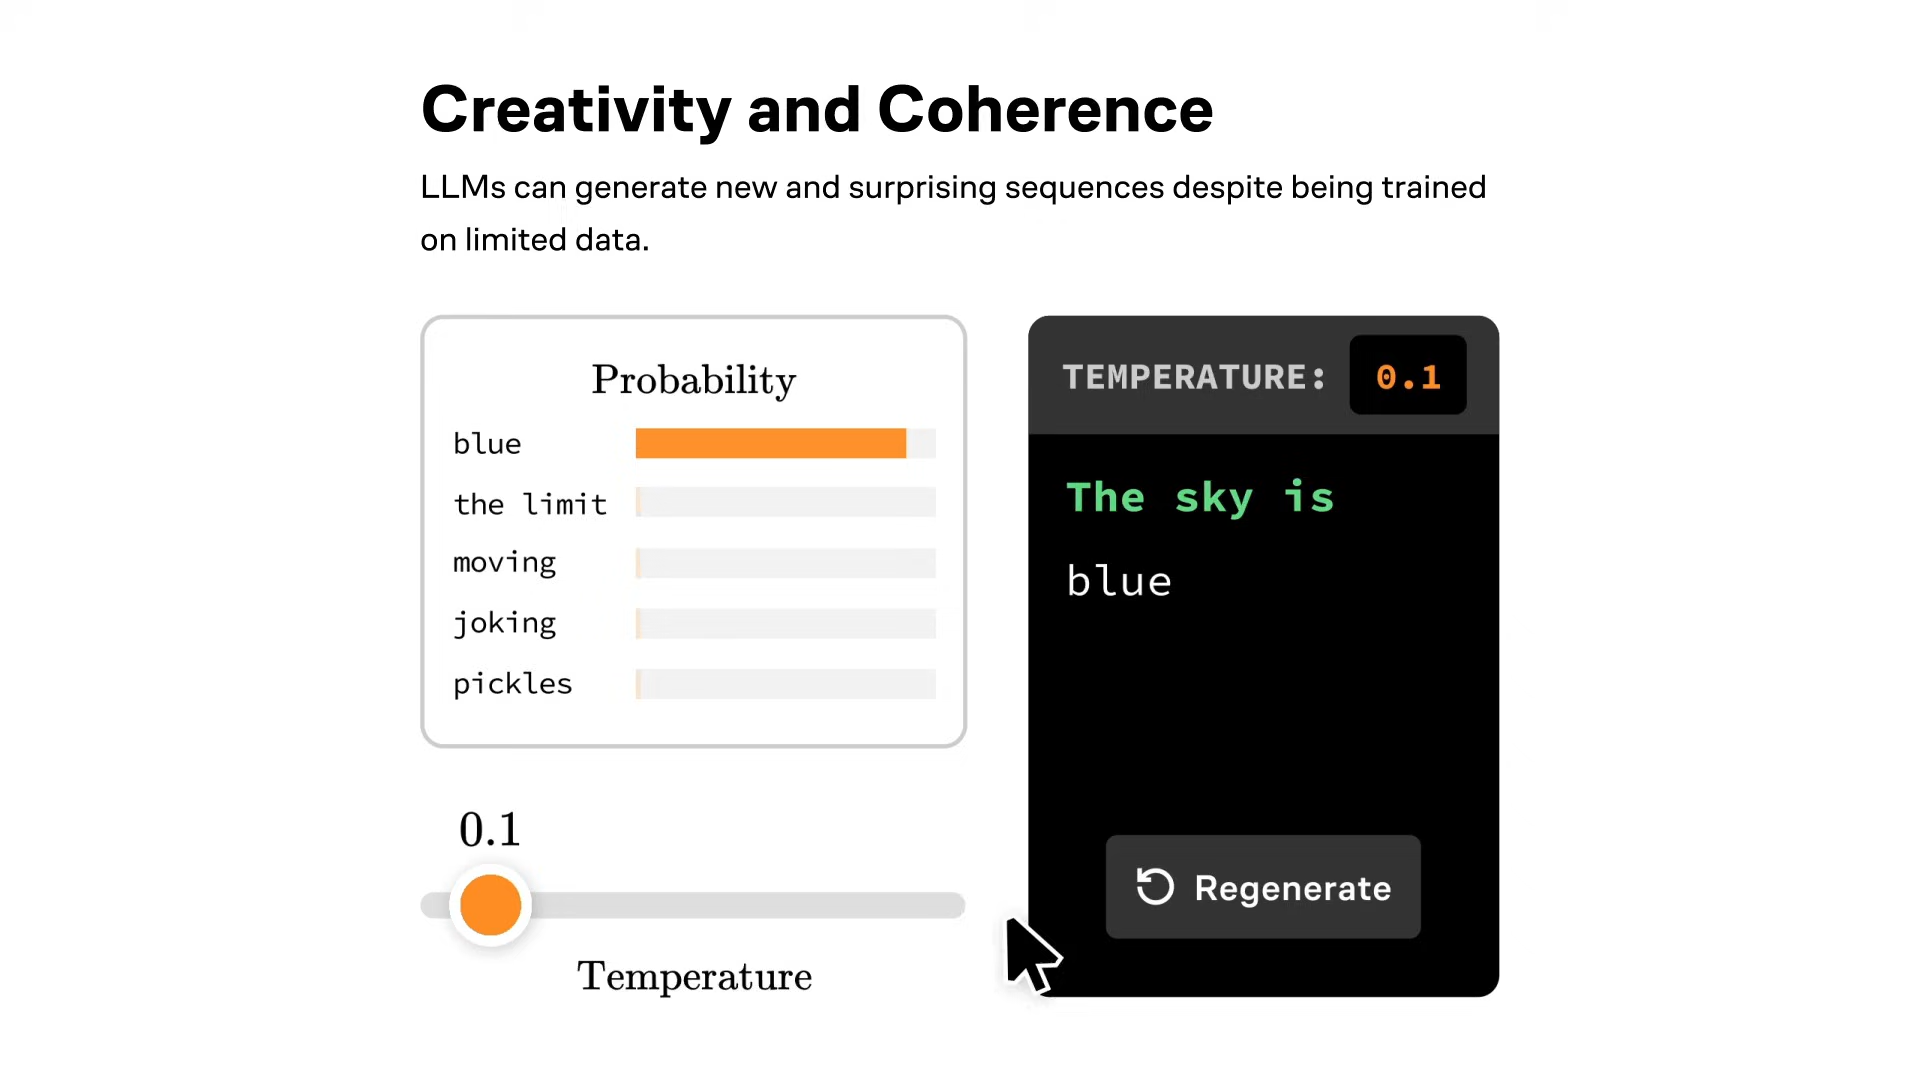 Creativity and Coherence
LLMs can generate new and surprising sequences despite being trained
on limited data.
Probability
blue
the limit
moving
joking
pickles
0.1
Temperature
TEMPERATURE: 0.1
The sky is
blue
Regenerate